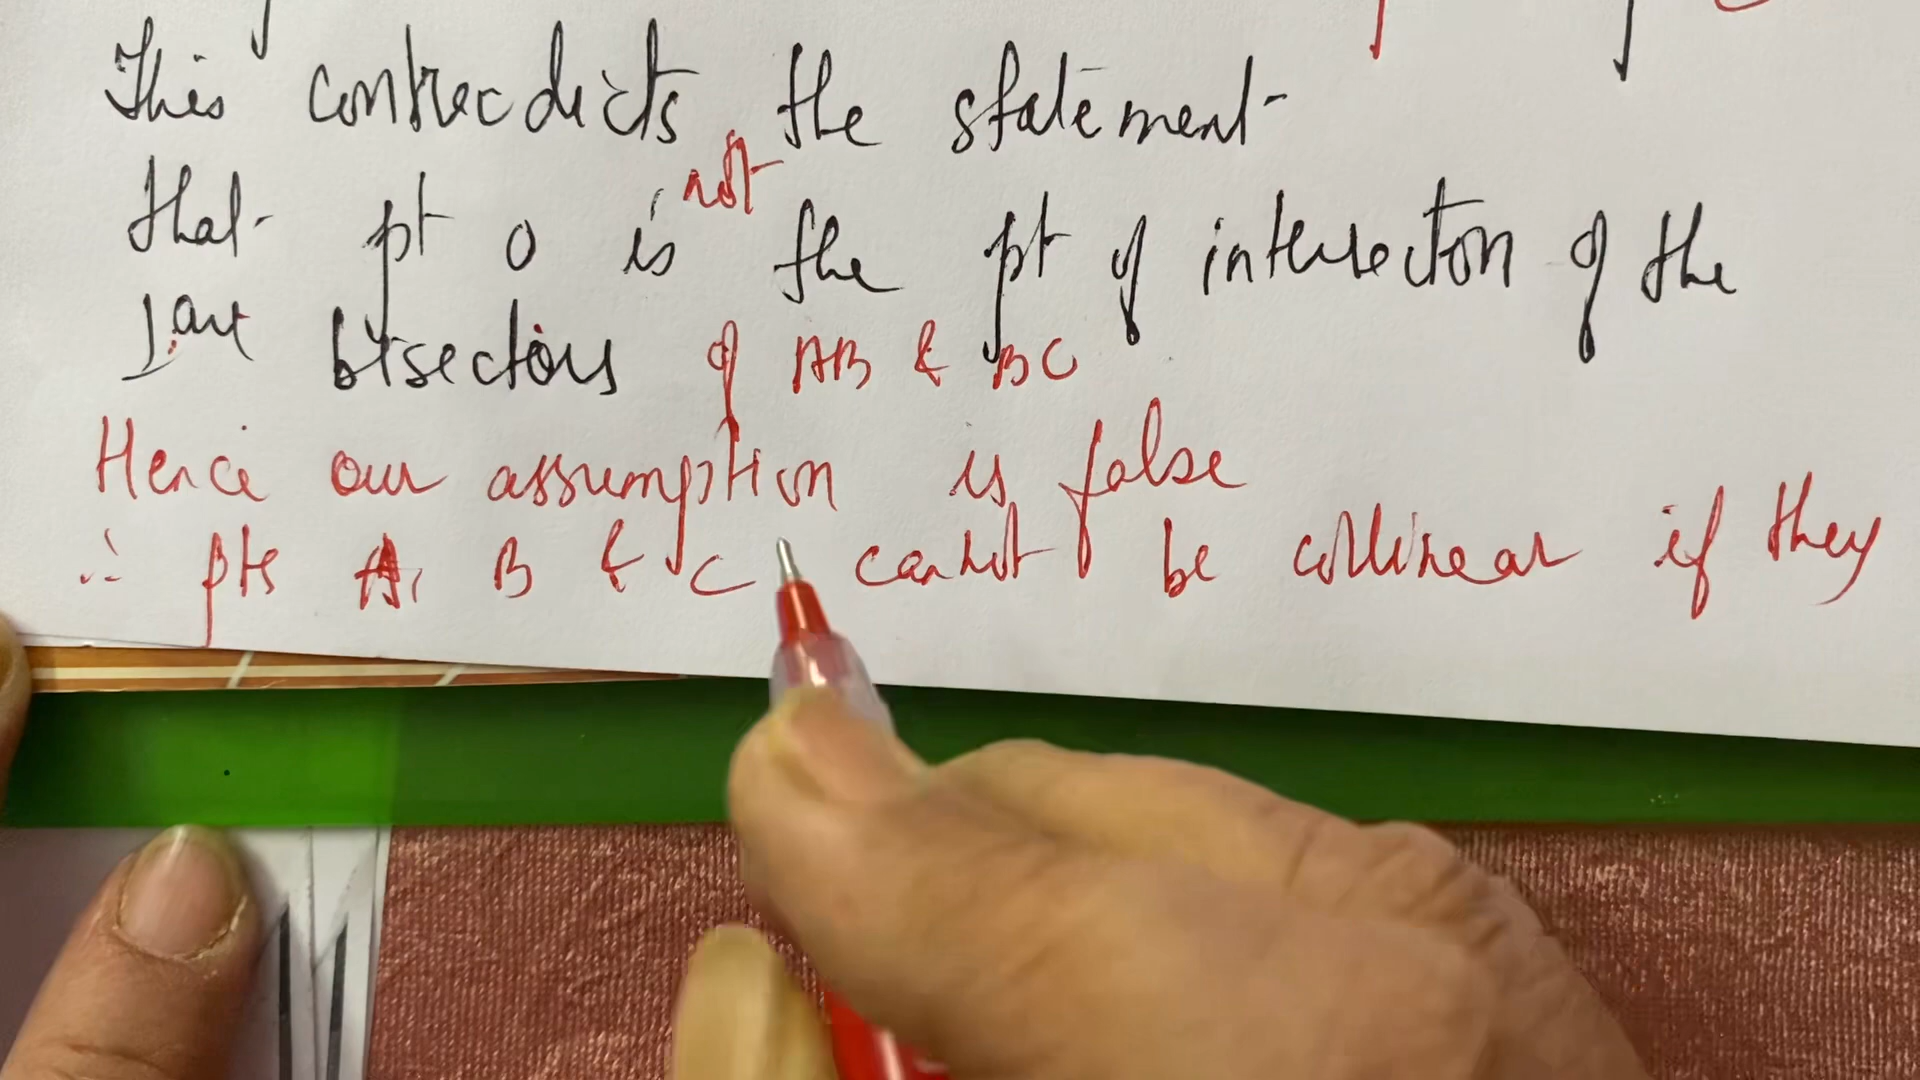 This contradicts the statement
that pt O is not the pt of intersection of the
⊥ar bisectors of AB & BC
Hence our assumption is false
∴ pts A, B & C cannot be collinear if they